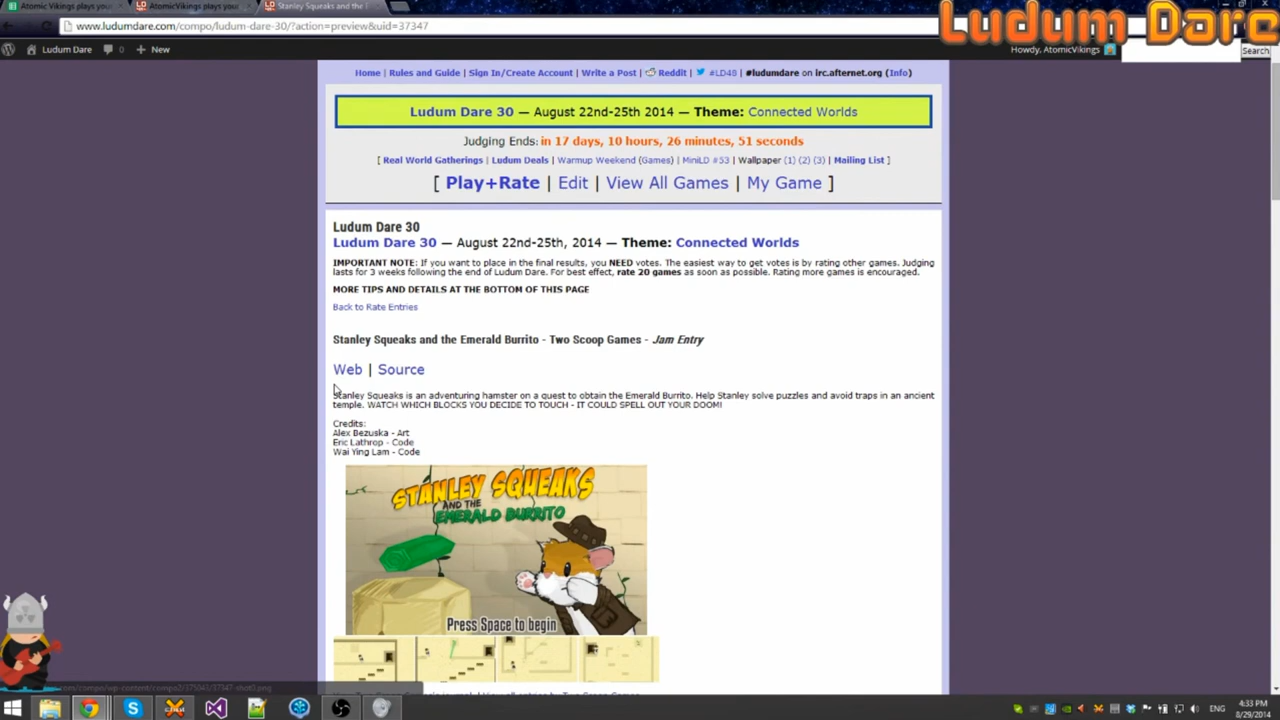 Atomic Vikings plays your
AtomicVikings plays your
Stanley Squeaks and the E
www.ludumdare.com/compo/ludum-dare-30/?action=preview&uid=37347
Ludum Dare
Ludum Dare
0
New
Howdy, AtomicVikings
Search
Home | Rules and Guide | Sign In/Create Account | Write a Post | Reddit | #LD48 | #ludumdare on irc.afternet.org (Info)
Ludum Dare 30 — August 22nd-25th 2014 — Theme: Connected Worlds
Judging Ends: in 17 days, 10 hours, 26 minutes, 51 seconds
[ Real World Gatherings | Ludum Deals | Warmup Weekend (Games) | MiniLD #53 | Wallpaper (1) (2) (3) | Mailing List ]
[ Play+Rate | Edit | View All Games | My Game ]
Ludum Dare 30
Ludum Dare 30 — August 22nd-25th, 2014 — Theme: Connected Worlds
IMPORTANT NOTE: If you want to place in the final results, you NEED votes. The easiest way to get votes is by rating other games. Judging
lasts for 3 weeks following the end of Ludum Dare. For best effect, rate 20 games as soon as possible. Rating more games is encouraged.
MORE TIPS AND DETAILS AT THE BOTTOM OF THIS PAGE
Back to Rate Entries
Stanley Squeaks and the Emerald Burrito - Two Scoop Games - Jam Entry
Web | Source
Stanley Squeaks is an adventuring hamster on a quest to obtain the Emerald Burrito. Help Stanley solve puzzles and avoid traps in an ancient
temple. WATCH WHICH BLOCKS YOU DECIDE TO TOUCH - IT COULD SPELL OUT YOUR DOOM!
Credits:
Alex Bezuska - Art
Eric Lathrop - Code
Wai Ying Lam - Code
STANLEY SQUEAKS
AND THE
EMERALD BURRITO
Press Space to begin
ENG
4:33 PM
8/29/2014